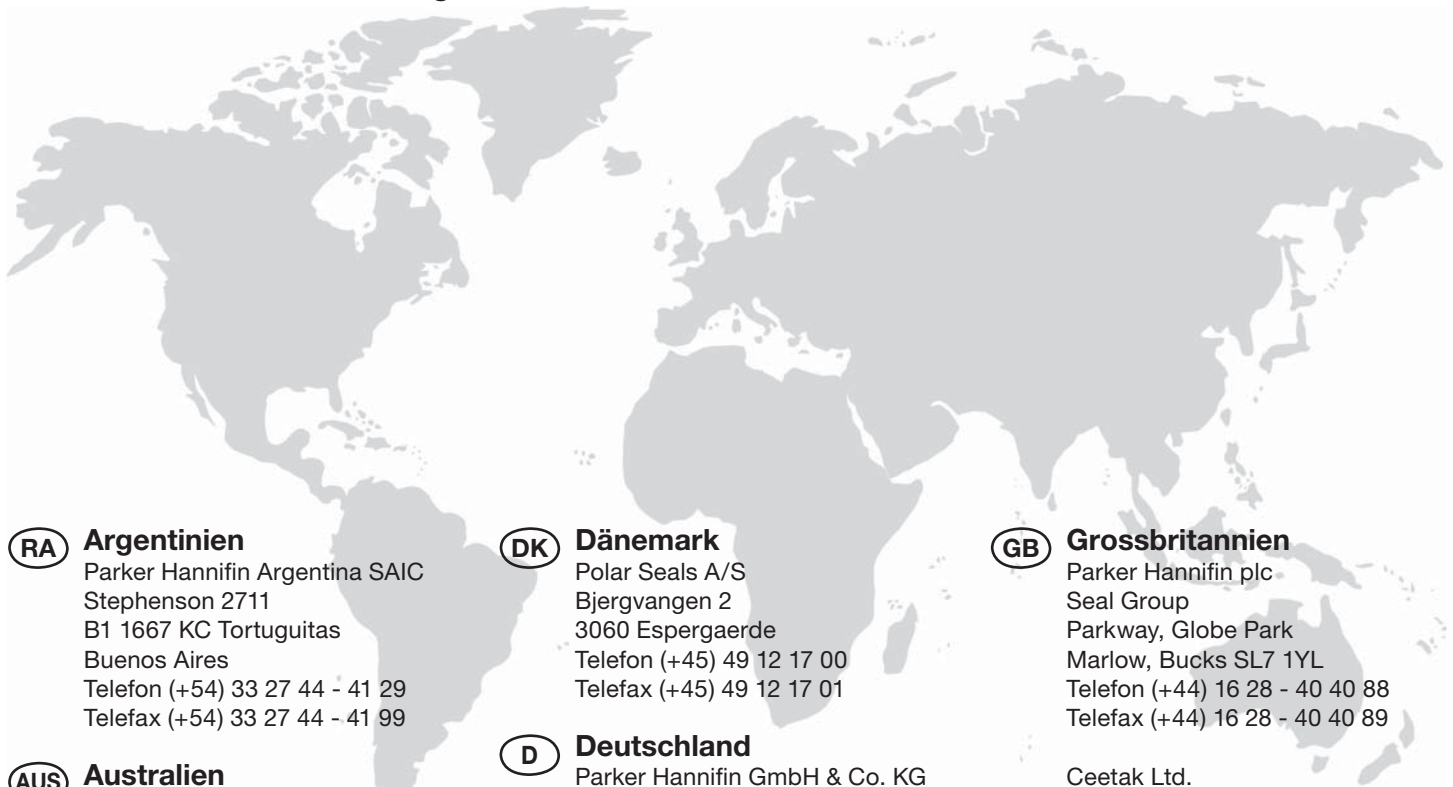 RA
Argentinien
Parker Hannifin Argentina SAIC
Stephenson 2711
B1 1667 KC Tortuguitas
Buenos Aires
Telefon (+54) 33 27 44 - 41 29
Telefax (+54) 33 27 44 - 41 99
AUS
Australien
DK
Dänemark
Polar Seals A/S
Bjergvangen 2
3060 Espergaerde
Telefon (+45) 49 12 17 00
Telefax (+45) 49 12 17 01
D
Deutschland
Parker Hannifin GmbH & Co. KG
GB
Grossbritannien
Parker Hannifin plc
Seal Group
Parkway, Globe Park
Marlow, Bucks SL7 1YL
Telefon (+44) 16 28 - 40 40 88
Telefax (+44) 16 28 - 40 40 89
Ceetak Ltd.